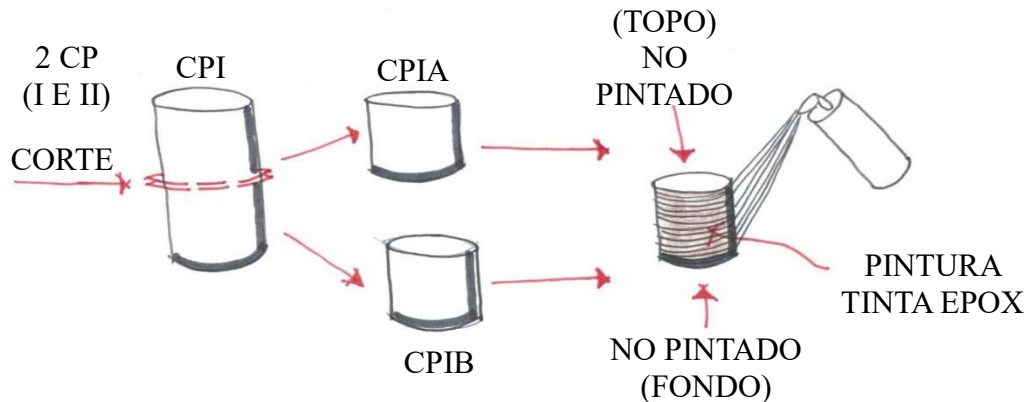 2 CP
(I E II)
CORTE
CPI
CPIA
CPIB
(TOPO)
NO
PINTADO
PINTURA
TINTA EPOX
NO PINTADO
(FONDO)